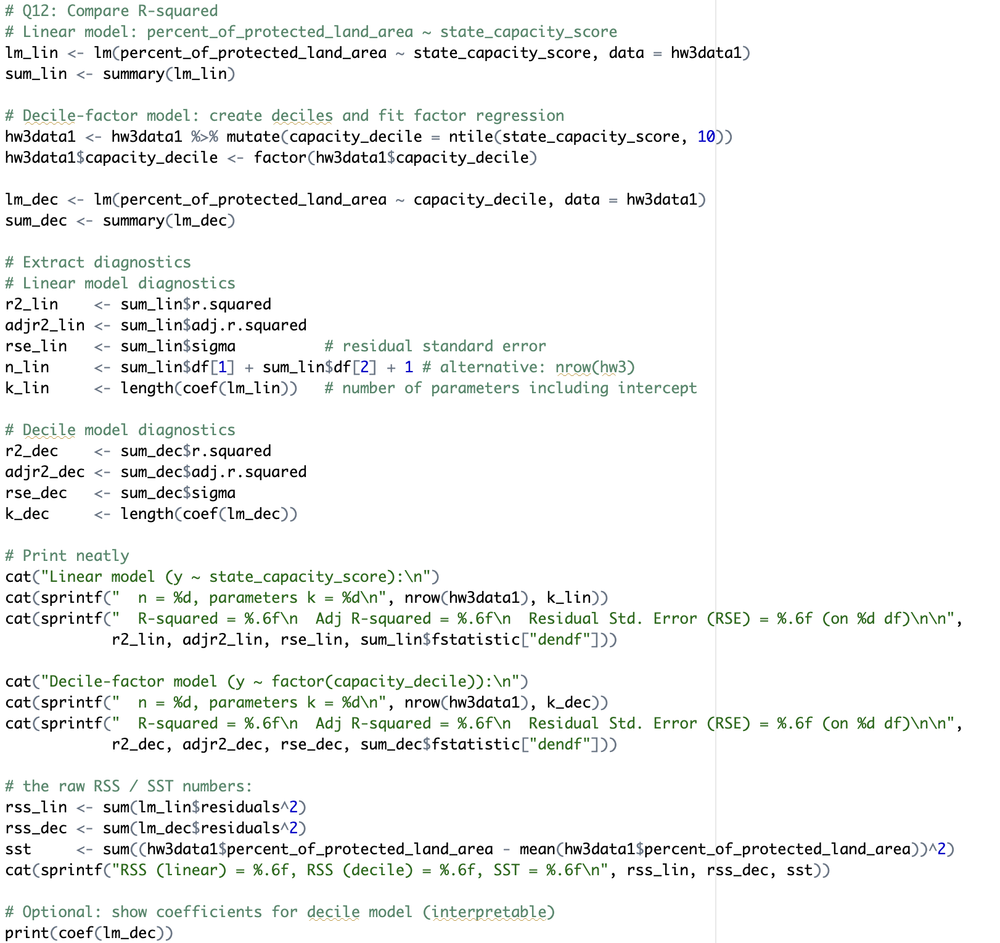 # Q12: Compare R-squared
# Linear model: percent_of_protected_land_area ~ state_capacity_score
lm_lin <- lm(percent_of_protected_land_area ~ state_capacity_score, data = hw3data1)
sum_lin <- summary(lm_lin)

# Decile-factor model: create deciles and fit factor regression
hw3data1 <- hw3data1 %>% mutate(capacity_decile = ntile(state_capacity_score, 10))
hw3data1$capacity_decile <- factor(hw3data1$capacity_decile)

lm_dec <- lm(percent_of_protected_land_area ~ capacity_decile, data = hw3data1)
sum_dec <- summary(lm_dec)

# Extract diagnostics
# Linear model diagnostics
r2_lin    <- sum_lin$r.squared
adjr2_lin <- sum_lin$adj.r.squared
rse_lin   <- sum_lin$sigma          # residual standard error
n_lin     <- sum_lin$df[1] + sum_lin$df[2] + 1 # alternative: nrow(hw3)
k_lin     <- length(coef(lm_lin))   # number of parameters including intercept

# Decile model diagnostics
r2_dec    <- sum_dec$r.squared
adjr2_dec <- sum_dec$adj.r.squared
rse_dec   <- sum_dec$sigma
k_dec     <- length(coef(lm_dec))

# Print neatly
cat("Linear model (y ~ state_capacity_score):\n")
cat(sprintf("  n = %d, parameters k = %d\n", nrow(hw3data1), k_lin))
cat(sprintf("  R-squared = %.6f\n  Adj R-squared = %.6f\n  Residual Std. Error (RSE) = %.6f (on %d df)\n\n",
            r2_lin, adjr2_lin, rse_lin, sum_lin$fstatistic["dendf"]))

cat("Decile-factor model (y ~ factor(capacity_decile)):\n")
cat(sprintf("  n = %d, parameters k = %d\n", nrow(hw3data1), k_dec))
cat(sprintf("  R-squared = %.6f\n  Adj R-squared = %.6f\n  Residual Std. Error (RSE) = %.6f (on %d df)\n\n",
            r2_dec, adjr2_dec, rse_dec, sum_dec$fstatistic["dendf"]))

# the raw RSS / SST numbers:
rss_lin <- sum(lm_lin$residuals^2)
rss_dec <- sum(lm_dec$residuals^2)
sst     <- sum((hw3data1$percent_of_protected_land_area - mean(hw3data1$percent_of_protected_land_area))^2)
cat(sprintf("RSS (linear) = %.6f, RSS (decile) = %.6f, SST = %.6f\n", rss_lin, rss_dec, sst))

# Optional: show coefficients for decile model (interpretable)
print(coef(lm_dec))